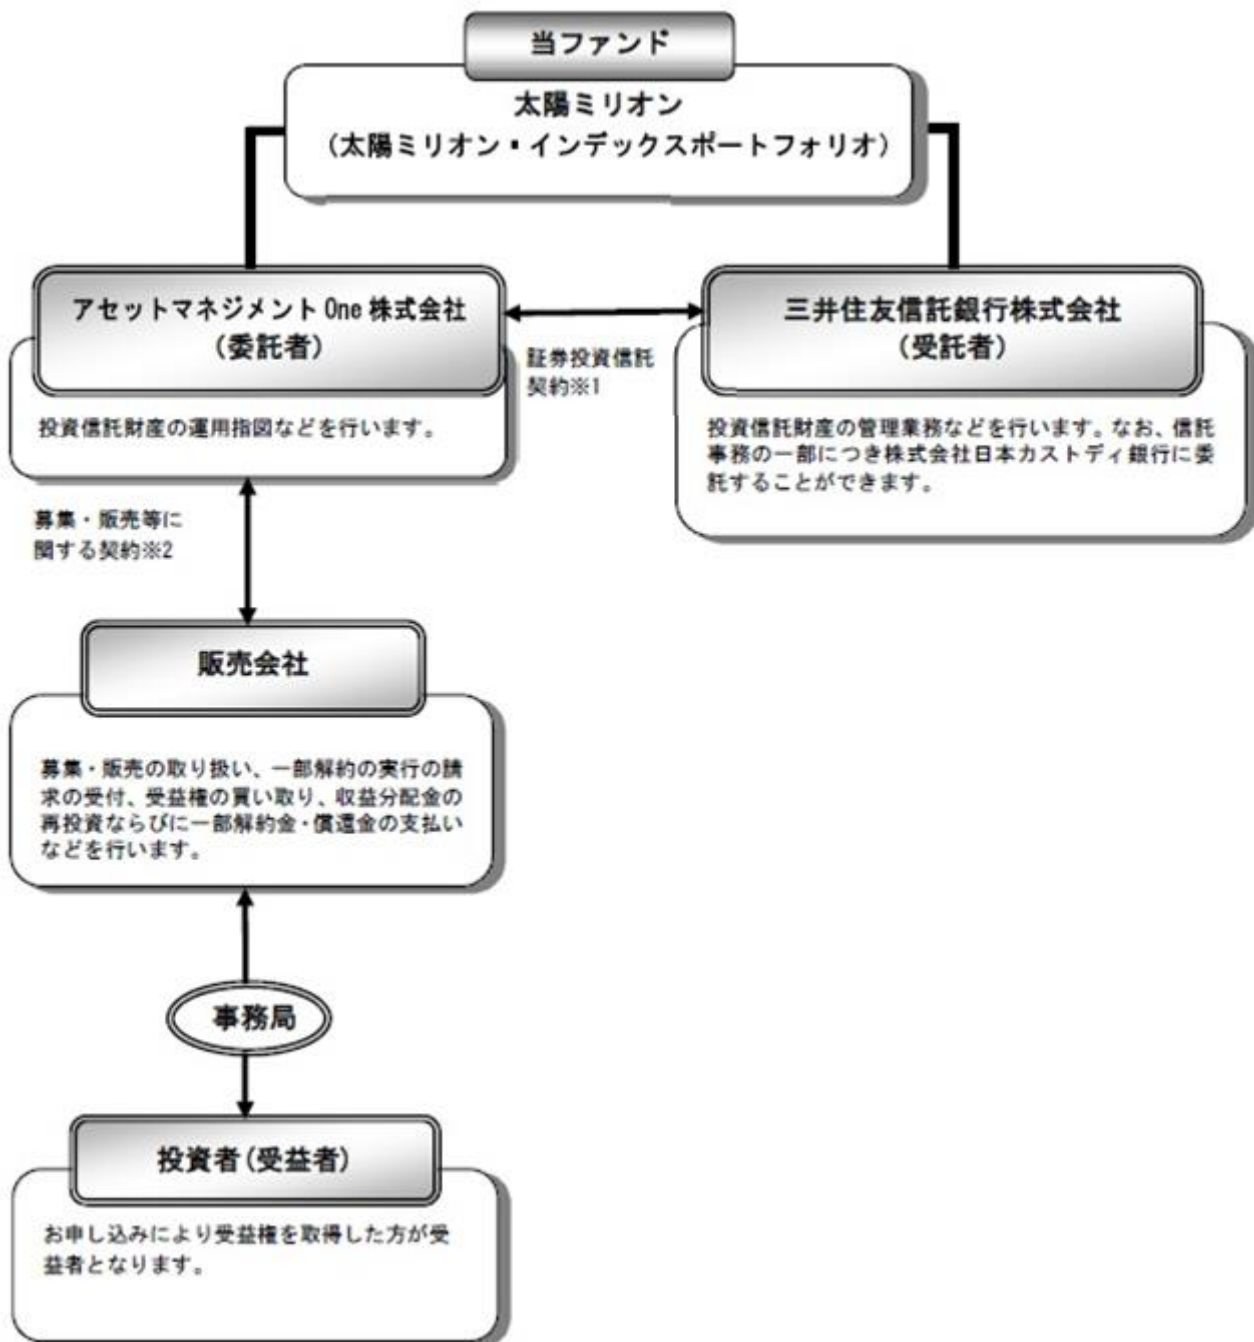 当ファンド
太陽ミリオン
（太陽ミリオン・インデックスポートフォリオ）
アセットマネジメント One 株式会社
（委託者）
投資信託財産の運用指図などを行います。
証券投資信託
契約※1
三井住友信託銀行株式会社
（受託者）
投資信託財産の管理業務などを行います。なお、信託
事務の一部につき株式会社日本カストディ銀行に委
託することができます。
募集・販売等に
関する契約※2
販売会社
募集・販売の取り扱い、一部解約の実行の請
求の受付、受益権の買い取り、収益分配金の
再投資ならびに一部解約金・償還金の支払い
などを行います。
事務局
投資者(受益者)
お申し込みにより受益権を取得した方が受
益者となります。